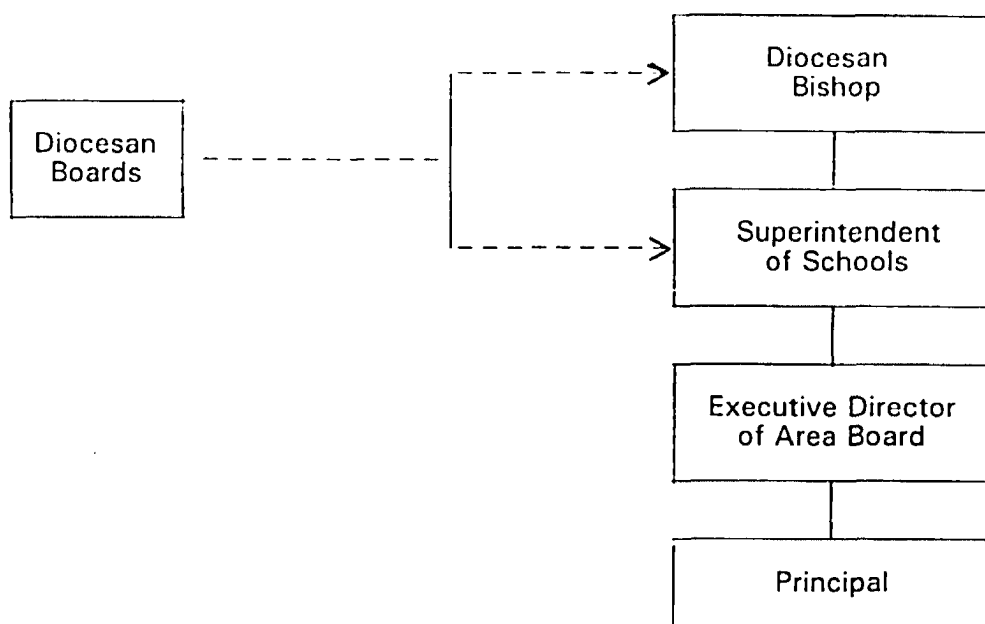 Diocesan
Boards
Diocesan
Bishop
Superintendent
of Schools
Executive Director
of Area Board
Principal